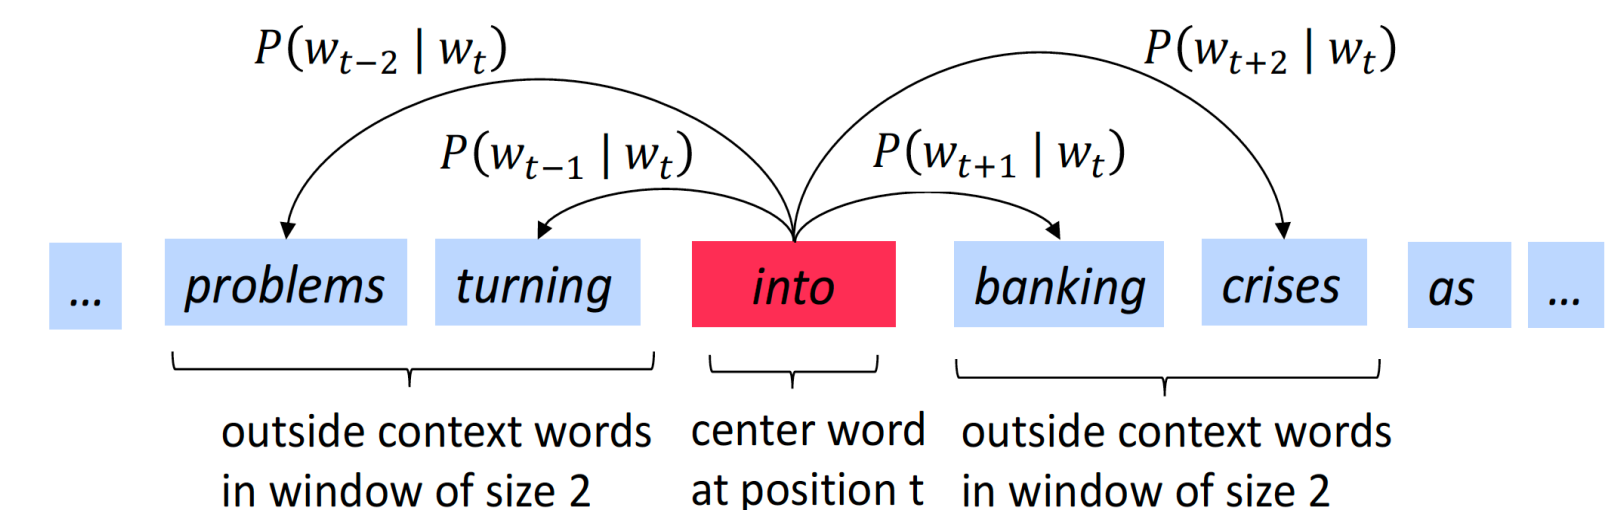 P(w_{t−2} | w_t)
P(w_{t+2} | w_t)
P(w_{t−1} | w_t)
P(w_{t+1} | w_t)
... problems turning into banking crises as ...
outside context words
in window of size 2
center word
at position t
outside context words
in window of size 2